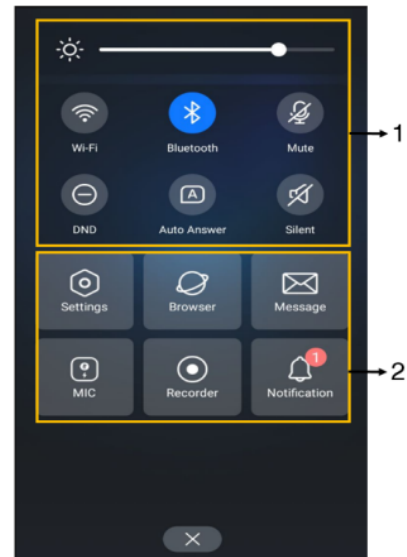 Wi-Fi Bluetooth Mute
1
A
DND Auto Answer Silent
Settings Browser Message
1
2
MIC Recorder Notification